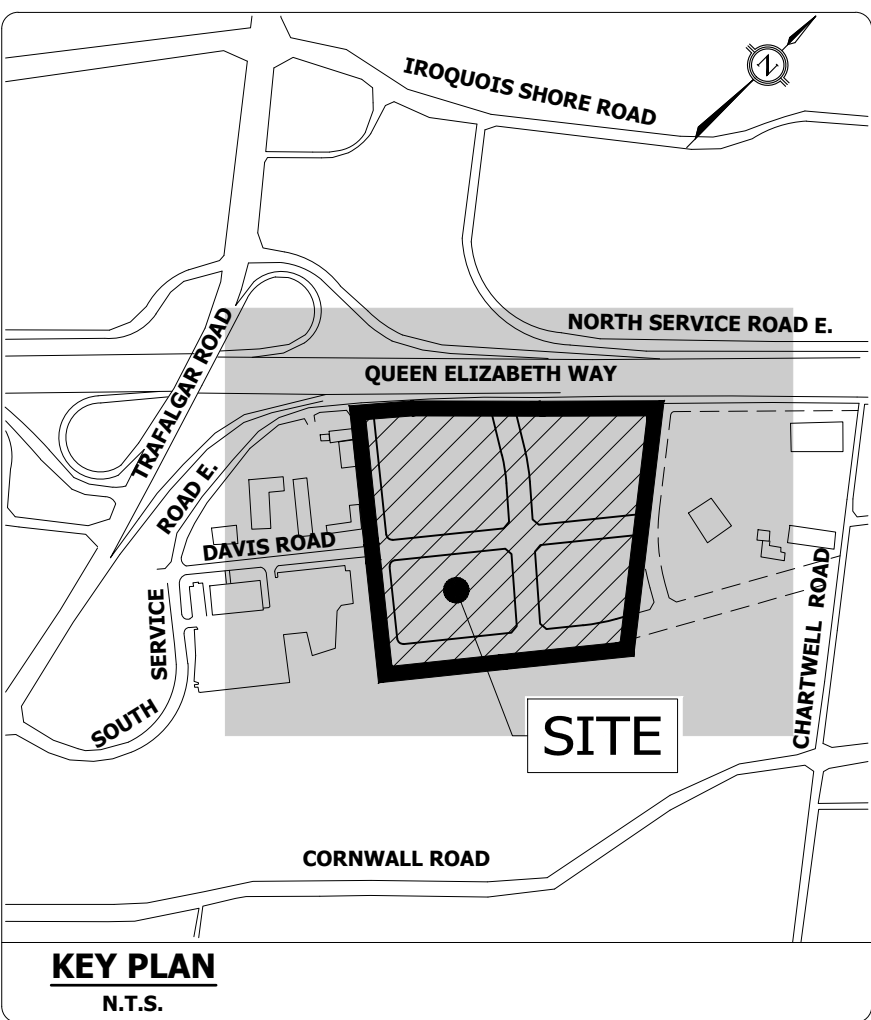 IROQUOIS SHORE ROAD
N
NORTH SERVICE ROAD E.
QUEEN ELIZABETH WAY
TRAFALGAR ROAD
SOUTH SERVICE ROAD E.
DAVIS ROAD
CHARTWELL ROAD
SITE
CORNWALL ROAD
KEY PLAN
N.T.S.